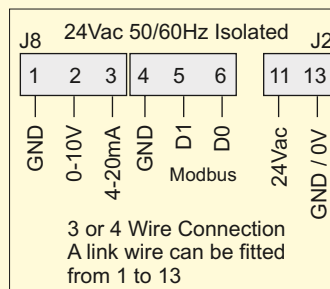 24Vac 50/60Hz Isolated
J8 J2
1 2 3 4 5 6 11 13
GND 0-10V 4-20mA GND D1 D0 24Vac GND / 0V
Modbus
3 or 4 Wire Connection
A link wire can be fitted
from 1 to 13